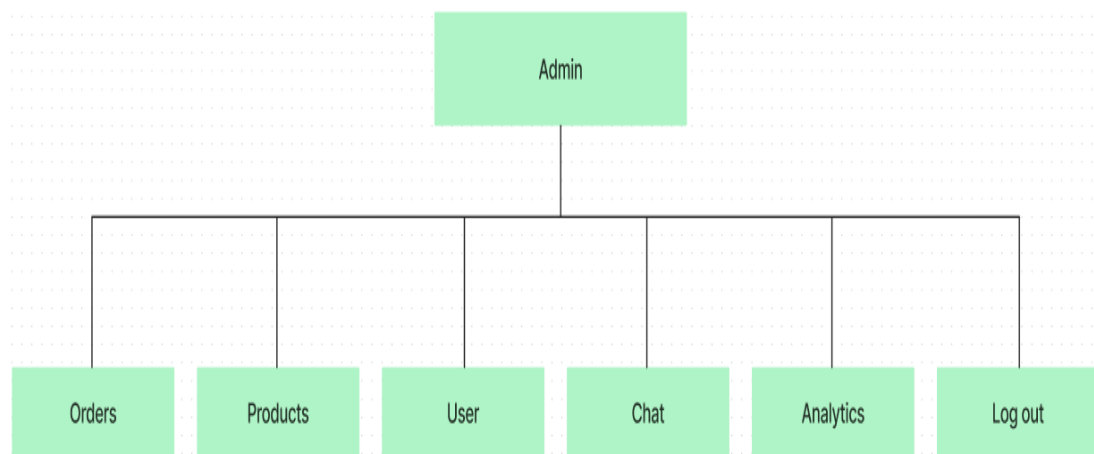 Admin
Orders
Products
User
Chat
Analytics
Log out